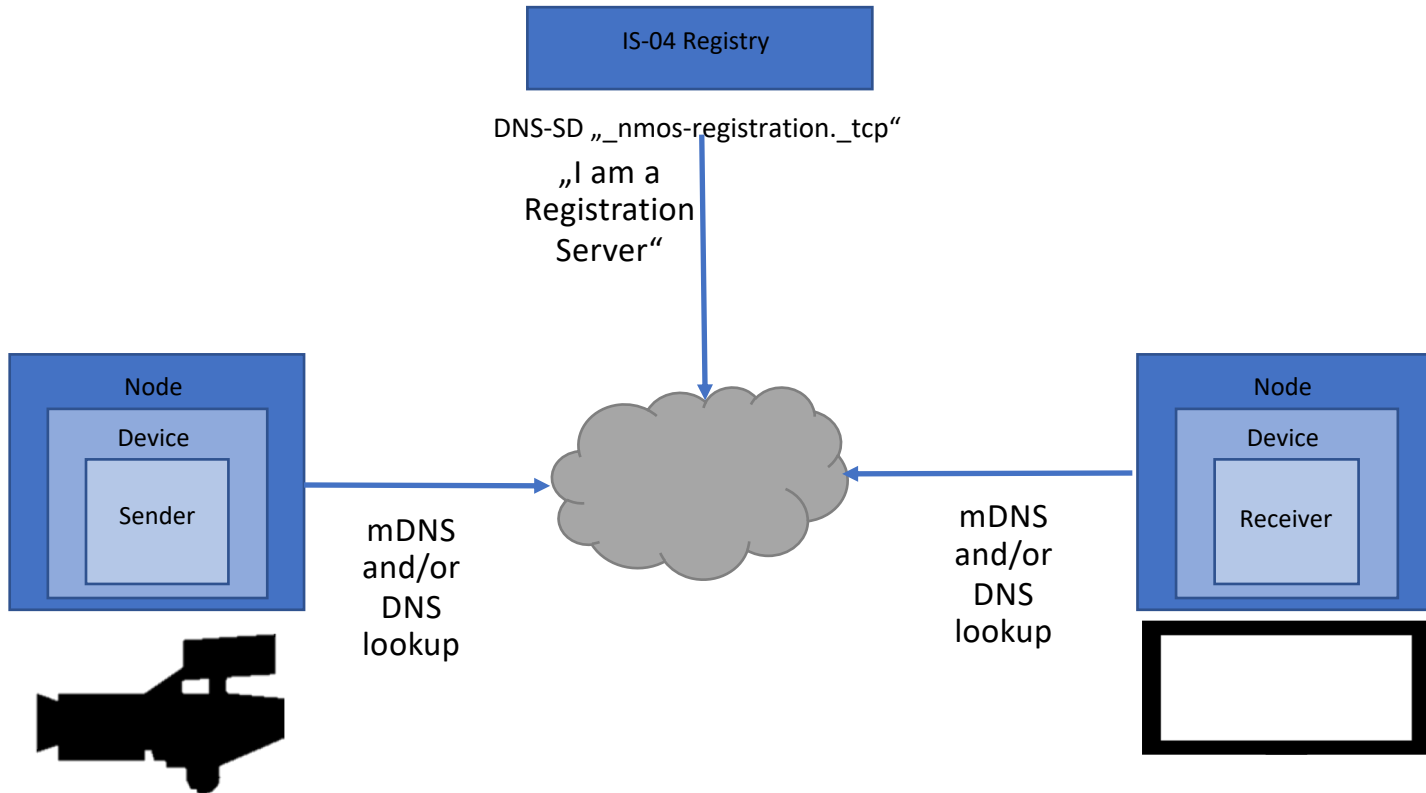 IS-04 Registry
DNS-SD „_nmos-registration._tcp“
„I am a
Registration
Server“
Node
Device
Sender
mDNS
and/or
DNS
lookup
Node
Device
Receiver
mDNS
and/or
DNS
lookup